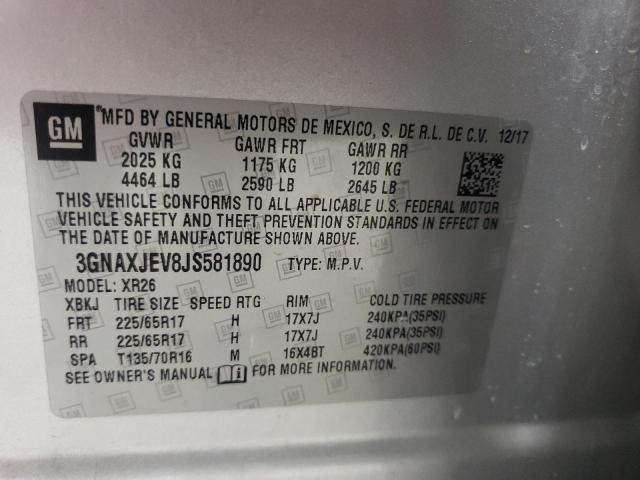 GM
MFD BY GENERAL MOTORS DE MEXICO, S. DE R.L. DE C.V. 12/17
GVWR GAWR FRT GAWR RR
2025 KG 1175 KG 1200 KG
4464 LB 2590 LB 2645 LB
THIS VEHICLE CONFORMS TO ALL APPLICABLE U.S. FEDERAL MOTOR
VEHICLE SAFETY AND THEFT PREVENTION STANDARDS IN EFFECT ON
THE DATE OF MANUFACTURE SHOWN ABOVE.
3GNAXJEV8JS581890 TYPE: M.P.V.
MODEL: XR26
XBKJ TIRE SIZE SPEED RTG RIM COLD TIRE PRESSURE
FRT 225/65R17 H 17X7J 240KPA(35PSI)
RR 225/65R17 H 17X7J 240KPA(35PSI)
SPA T135/70R16 M 16X4BT 420KPA(60PSI)
SEE OWNER'S MANUAL FOR MORE INFORMATION.